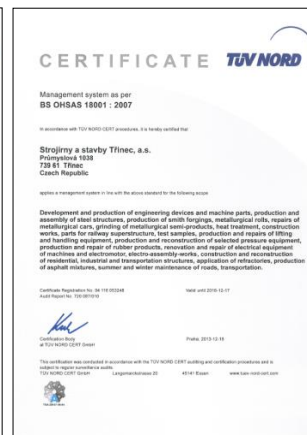 CERTIFICATE
TÜV NORD
Management system as per
BS OHSAS 18001 : 2007
In accordance with TÜV NORD CERT procedures, it is hereby certified that
Strojírny a stavby Třinec, a.s.
Průmyslová 1038
739 61 Třinec
Czech Republic
applies a management system in line with the above standard for the following scope
Development and production of engineering devices and machine parts, production and
assembly of steel structures, production of smith forgings, metallurgical rolls, repairs of
metallurgical cars, grinding of metallurgical semi-products, heat treatment, construction
works, parts for railway superstructure, test samples, production and repairs of lifting
and handling equipment, production and reconstruction of selected pressure equipment,
production and repair of rubber products, renovation and repair of electrical equipment
of machines and electromotor, electro-assembly-works, construction and reconstruction
of residential, industrial and transportation structures, application of refractories, production
of asphalt mixtures, summer and winter maintenance of roads, transportation.
Certificate Registration No.
Valid until 2018-12-17
Audit Report No.
Certification Body
at TÜV NORD CERT GmbH
Praha, 2015-12-18
This certification was conducted in accordance with the TÜV NORD CERT auditing and certification procedures and is
subject to regular surveillance audits.
TÜV NORD CERT GmbH Langemarckstrasse 20 45141 Essen www.tuev-nord-cert.com